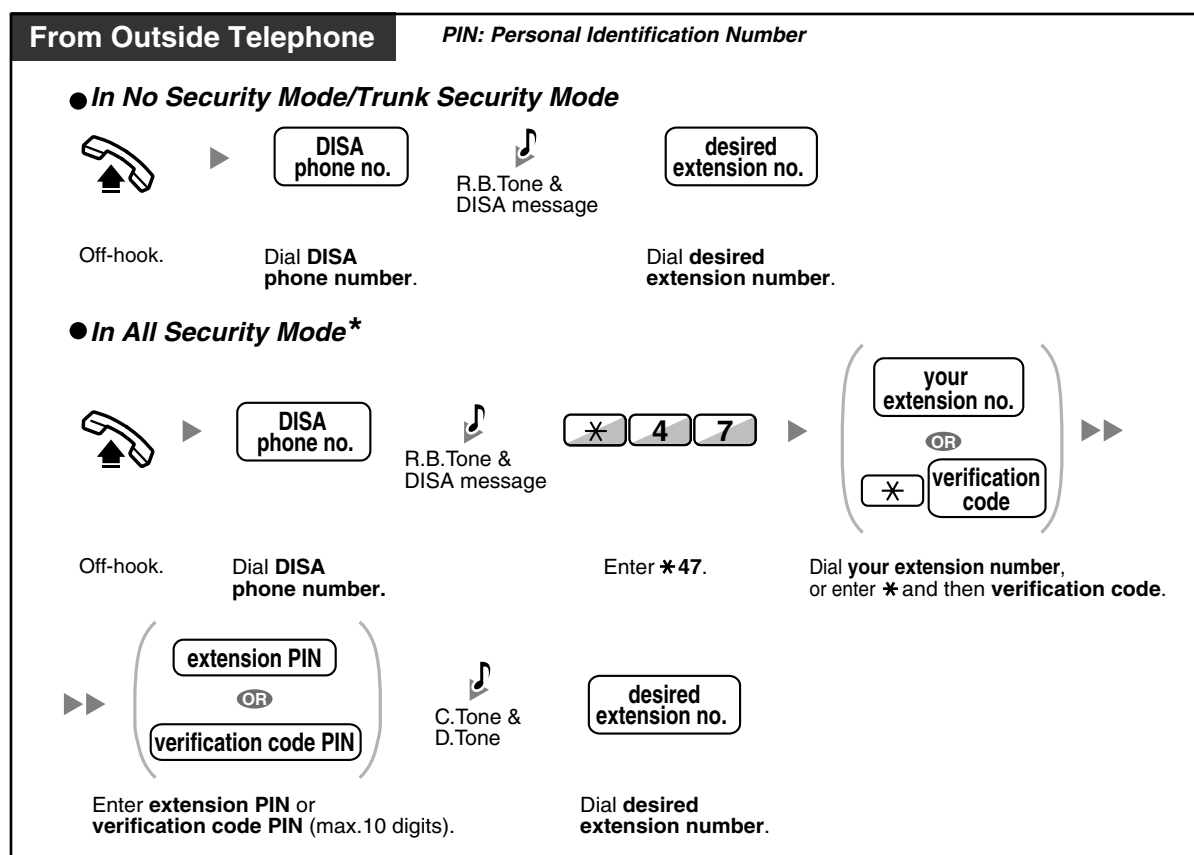 From Outside Telephone
PIN: Personal Identification Number
● In No Security Mode/Trunk Security Mode
DISA
phone no.
R.B.Tone &
DISA message
desired
extension no.
Off-hook.
Dial DISA
phone number.
Dial desired
extension number.
● In All Security Mode*
DISA
phone no.
R.B.Tone &
DISA message
* 4 7
your
extension no.
OR
* verification
code
Off-hook.
Dial DISA
phone number.
Enter *47.
Dial your extension number,
or enter * and then verification code.
extension PIN
OR
verification code PIN
C.Tone &
D.Tone
desired
extension no.
Enter extension PIN or
verification code PIN (max.10 digits).
Dial desired
extension number.